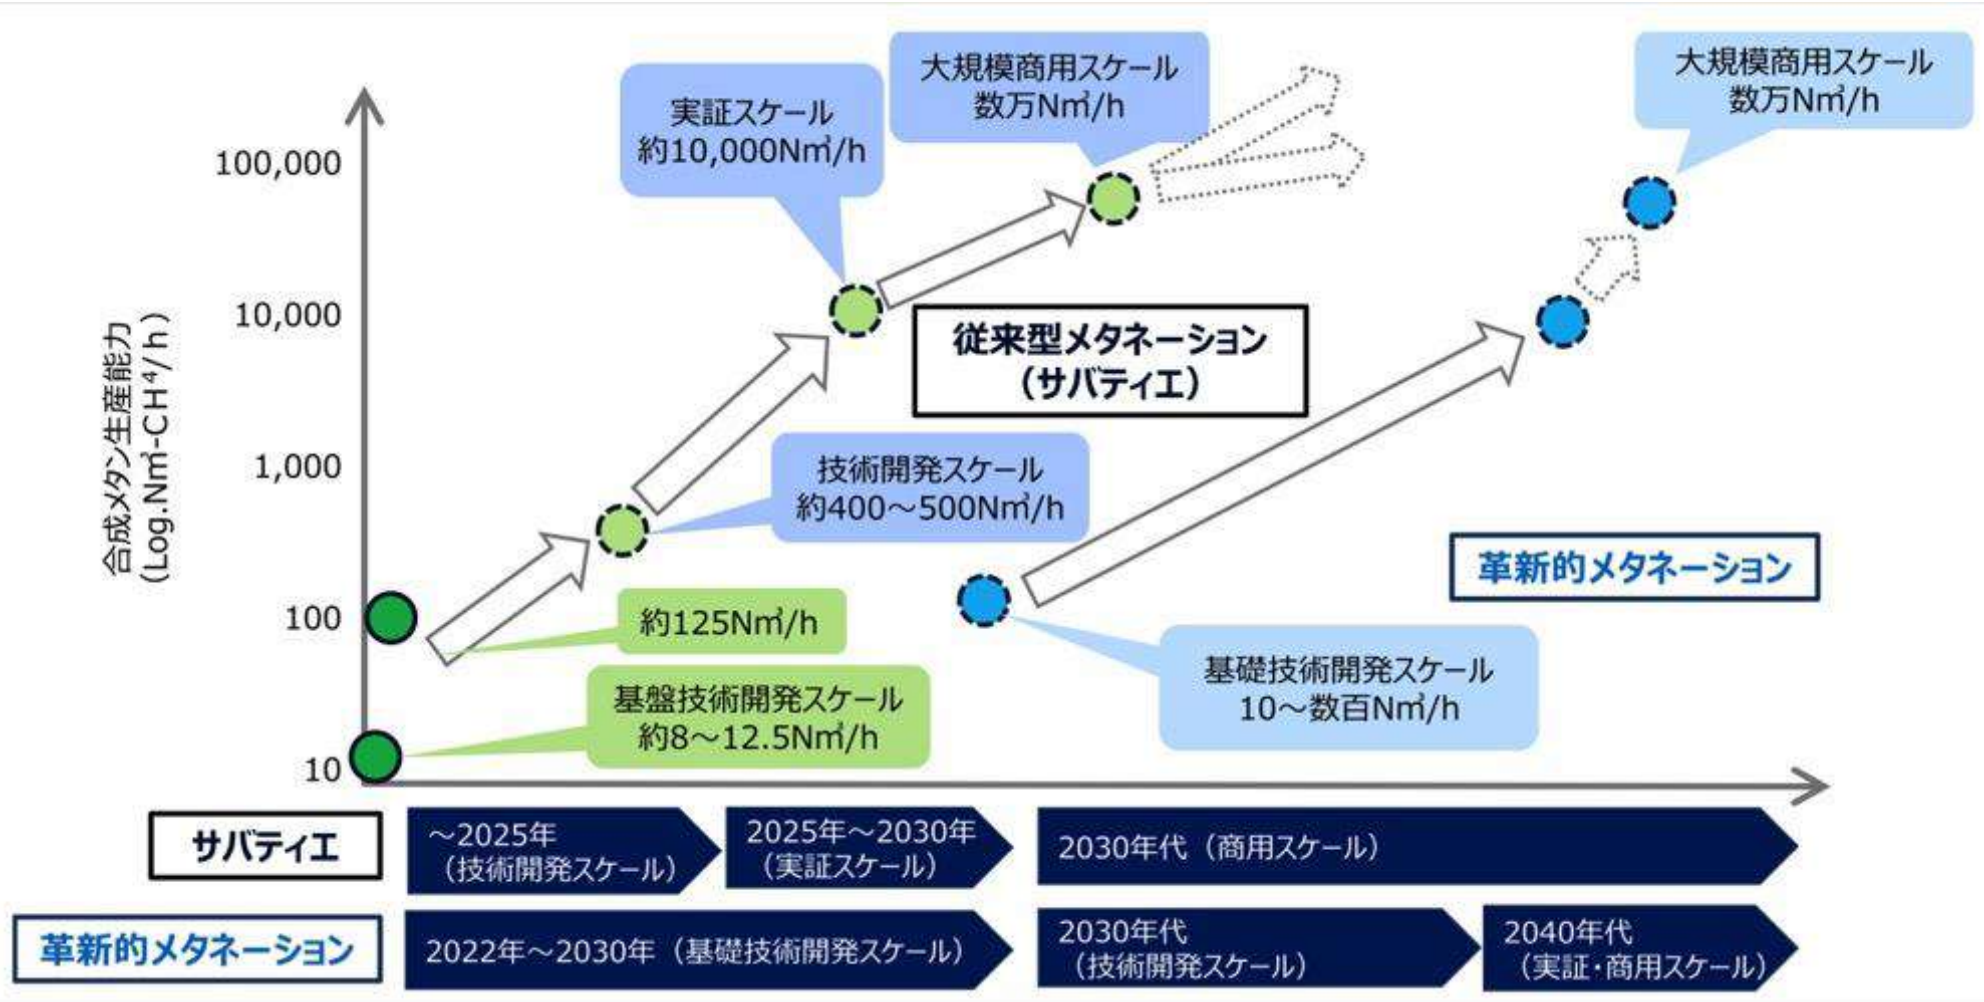 大規模商用スケール
数万N㎥/h
大規模商用スケール
数万N㎥/h
実証スケール
約10,000N㎥/h
100,000
10,000
1,000
100
10
合成メタン生産能力
(Log.N㎥-CH⁴/h)
従来型メタネーション
(サバティエ)
技術開発スケール
約400～500N㎥/h
革新的メタネーション
約125N㎥/h
基盤技術開発スケール
約8～12.5N㎥/h
基礎技術開発スケール
10～数百N㎥/h
サバティエ
～2025年
(技術開発スケール)
2025年～2030年
(実証スケール)
2030年代(商用スケール)
革新的メタネーション
2022年～2030年(基礎技術開発スケール)
2030年代
(技術開発スケール)
2040年代
(実証・商用スケール)